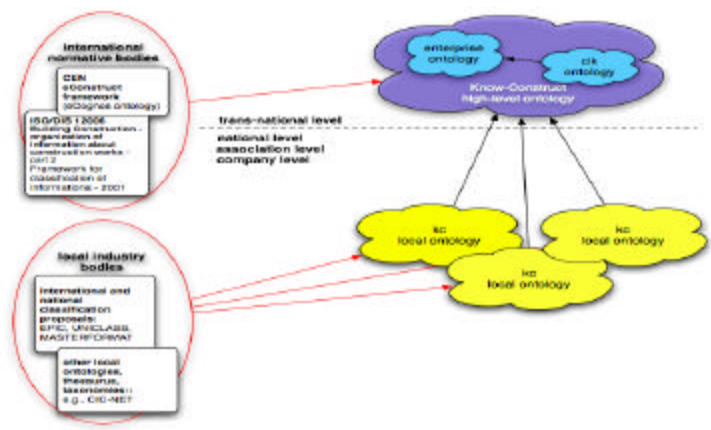 international
normative bodies
CEN
eConstruct
framework
(eCognos ontology)
ISO/DIS 12006
Building Construction -
organization of
information about
construction works -
part 2
Framework for
classification of
informations - 2001
enterprise
ontology
clk
ontology
Know-Construct
high-level ontology
trans-national level
national level
association level
company level
kc
local ontology
kc
local ontology
kc
local ontology
local industry
bodies
international and
national
classification
proposals:
EPIC, UNICLASS,
MASTERFORMAT
other local
ontologies,
thesaurus,
taxonomies
e.g., CIC-NET